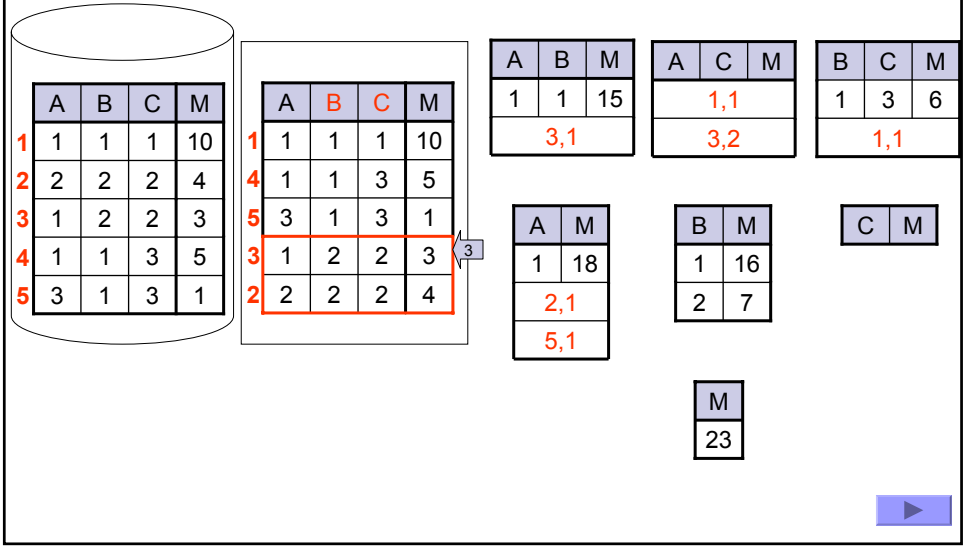 A B C M
1 1 1 1 10
2 2 2 2 4
3 1 2 2 3
4 1 1 3 5
5 3 1 3 1
A B C M
1 1 1 1 10
4 1 1 3 5
5 3 1 3 1
3 1 2 2 3
2 2 2 2 4
3
A B M
1 1 15
3,1
A C M
1,1
3,2
B C M
1 3 6
1,1
A M
1 18
2,1
5,1
B M
1 16
2 7
C M
M
23